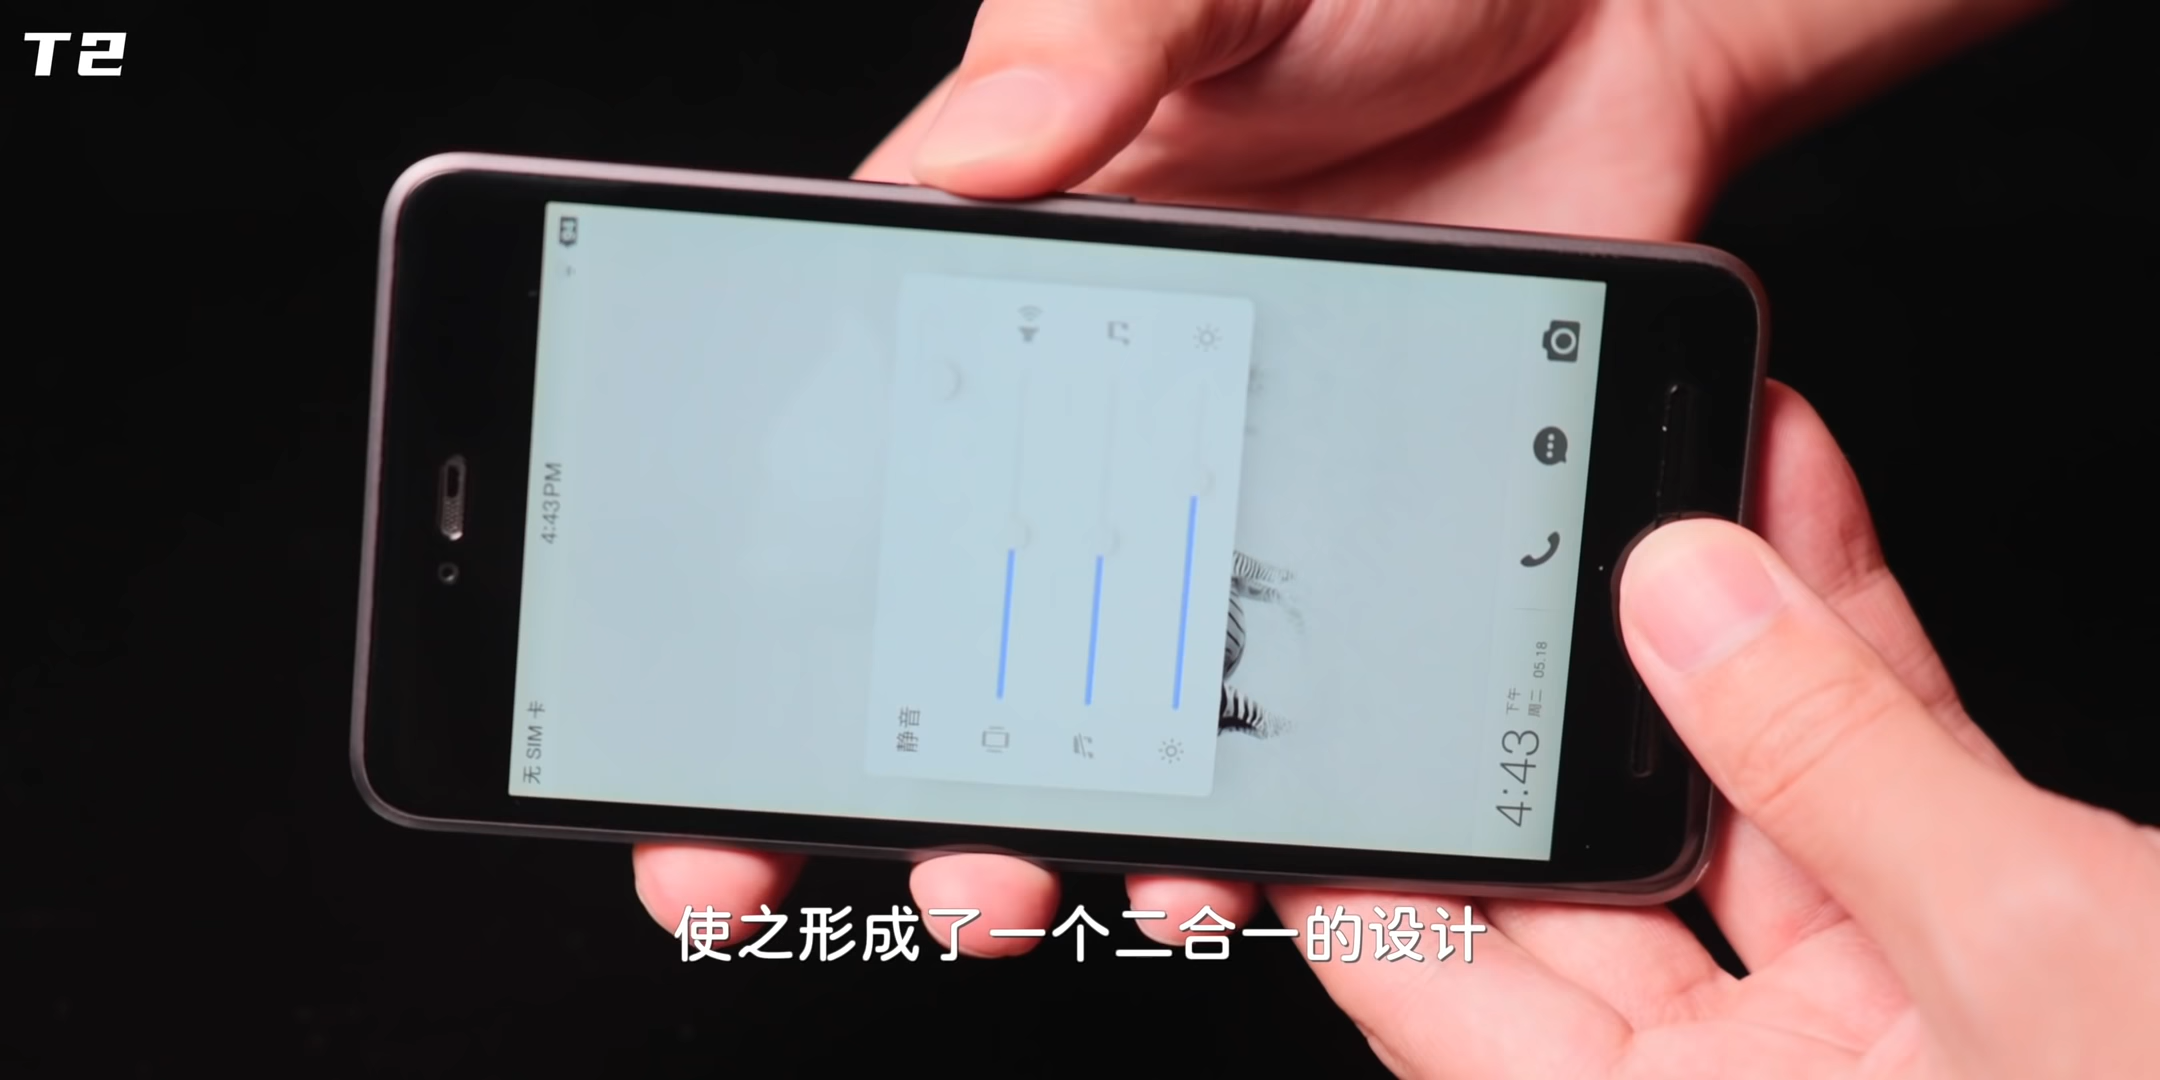 T2
94
4:43PM
无 SIM 卡
静音
4:43
下午
周二 05.18
使之形成了一个二合一的设计